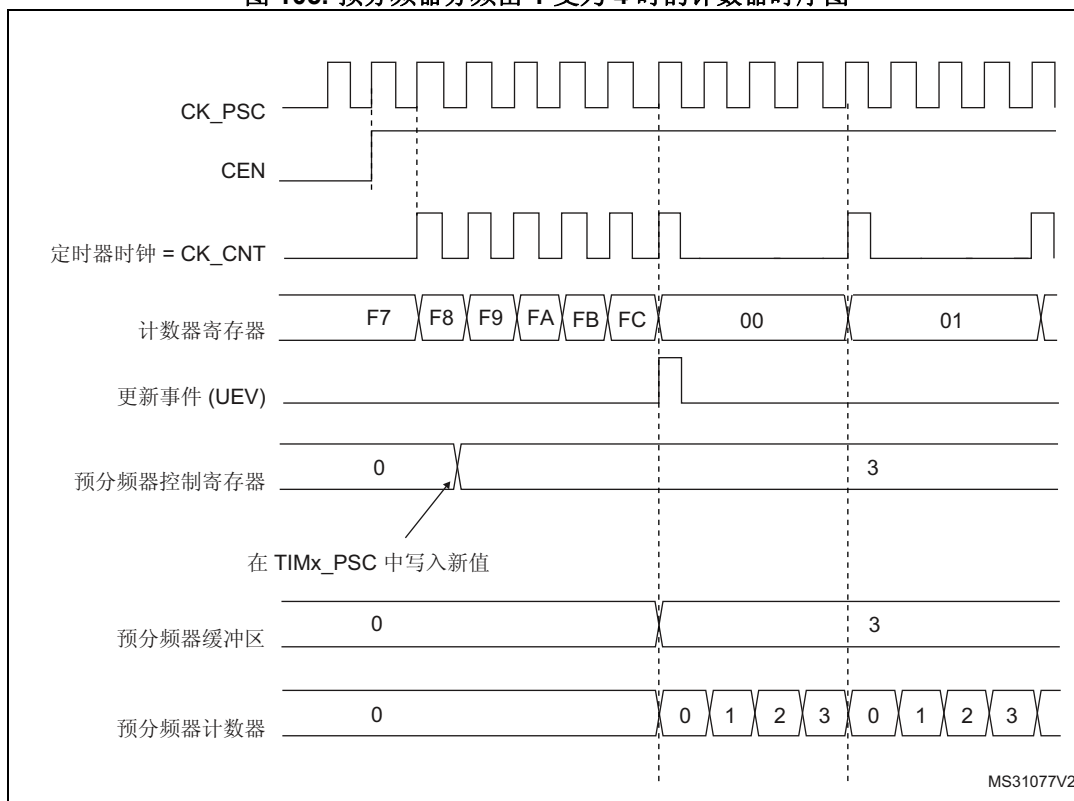 CK_PSC
CEN
定时器时钟 = CK_CNT
计数器寄存器 F7 F8 F9 FA FB FC 00 01
更新事件 (UEV)
预分频器控制寄存器 0 3
在 TIMx_PSC 中写入新值
预分频器缓冲区 0 3
预分频器计数器 0 0 1 2 3 0 1 2 3
MS31077V2